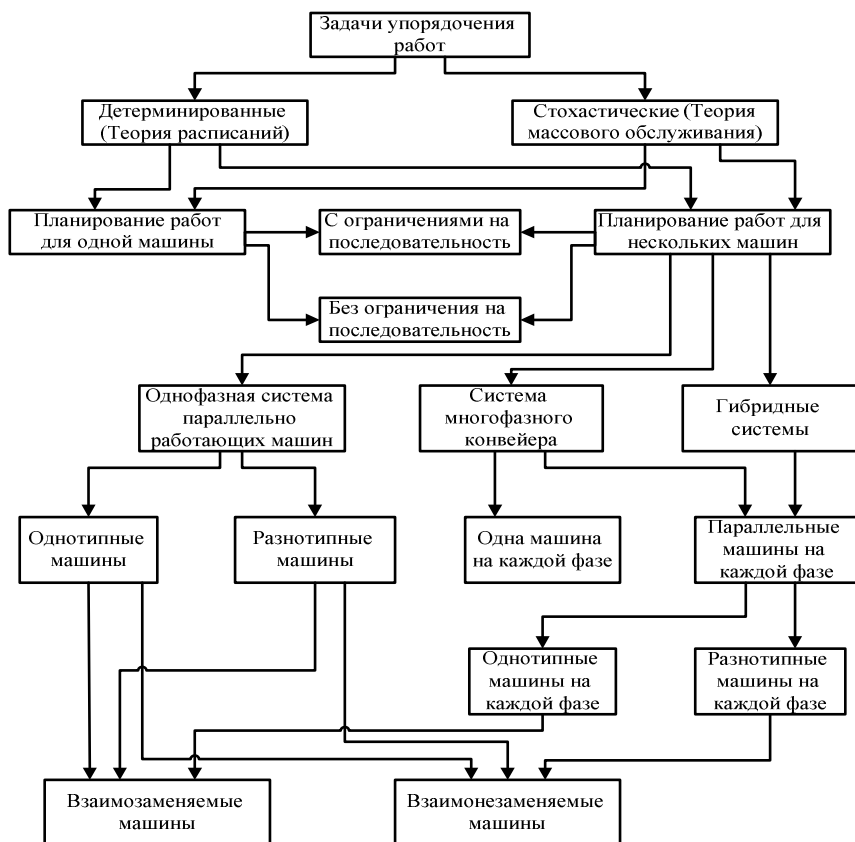 Задачи упорядочения
работ
Детерминированные
(Теория расписаний)
Стохастические (Теория
массового обслуживания)
Планирование работ
для одной машины
С ограничениями на
последовательность
Планирование работ для
нескольких машин
Без ограничения на
последовательность
Однофазная система
параллельно
работающих машин
Система
многофазного
конвейера
Гибридные
системы
Однотипные
машины
Разнотипные
машины
Одна машина
на каждой фазе
Параллельные
машины на
каждой фазе
Однотипные
машины на
каждой фазе
Разнотипные
машины на
каждой фазе
Взаимозаменяемые
машины
Взаимонезаменяемые
машины